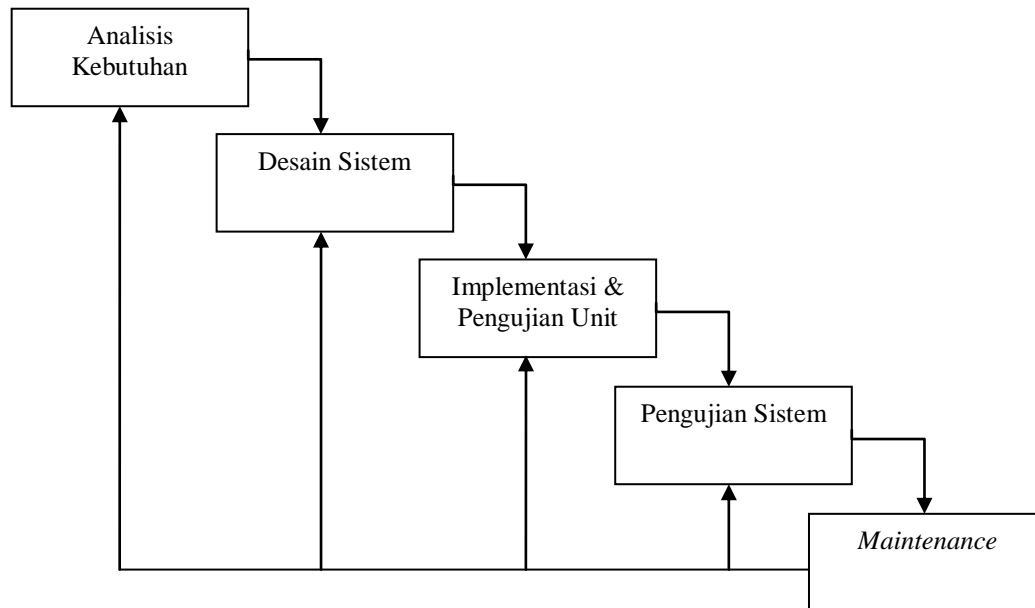 Analisis
Kebutuhan
Desain Sistem
Implementasi &
Pengujian Unit
Pengujian Sistem
Maintenance